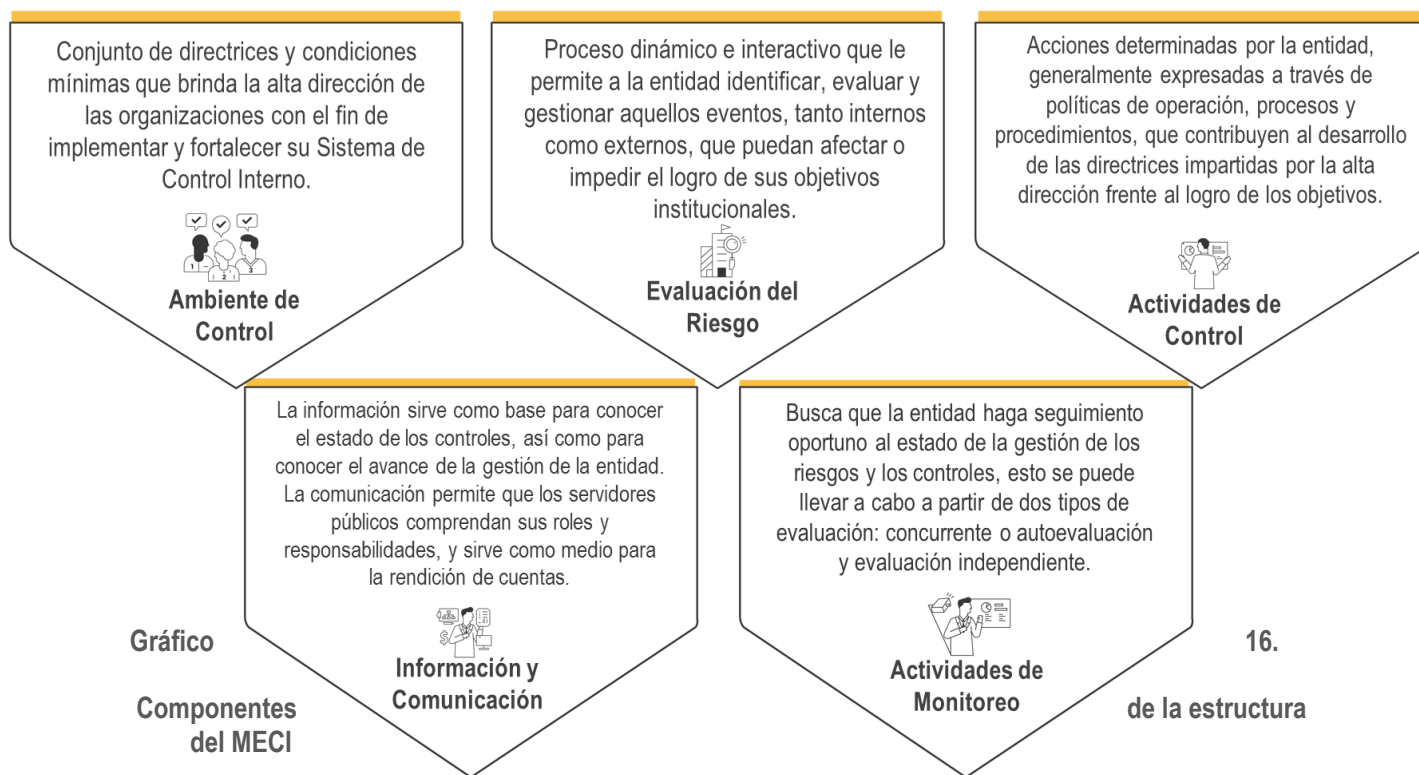 Conjunto de directrices y condiciones
mínimas que brinda la alta dirección de
las organizaciones con el fin de
implementar y fortalecer su Sistema de
Control Interno.
1
2
3
Ambiente de
Control
Proceso dinámico e interactivo que le
permite a la entidad identificar, evaluar y
gestionar aquellos eventos, tanto internos
como externos, que puedan afectar o
impedir el logro de sus objetivos
institucionales.
Evaluación del
Riesgo
Acciones determinadas por la entidad,
generalmente expresadas a través de
políticas de operación, procesos y
procedimientos, que contribuyen al desarrollo
de las directrices impartidas por la alta
dirección frente al logro de los objetivos.
Actividades de
Control
La información sirve como base para conocer
el estado de los controles, así como para
conocer el avance de la gestión de la entidad.
La comunicación permite que los servidores
públicos comprendan sus roles y
responsabilidades, y sirve como medio para
la rendición de cuentas.
$
Información y
Comunicación
Busca que la entidad haga seguimiento
oportuno al estado de la gestión de los
riesgos y los controles, esto se puede
llevar a cabo a partir de dos tipos de
evaluación: concurrente o autoevaluación
y evaluación independiente.
Actividades de
Monitoreo
Gráfico 16.
Componentes de la estructura
del MECI